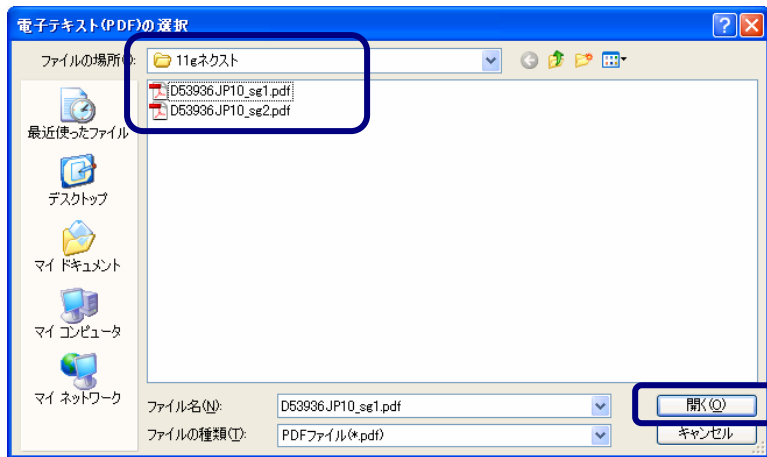 電子テキスト(PDF)の選択
ファイルの場所(I):
11gネクスト
D53936JP10_sg1.pdf
D53936JP10_sg2.pdf
最近使ったファイル
デスクトップ
マイ ドキュメント
マイ コンピュータ
マイ ネットワーク
ファイル名(N):
D53936JP10_sg1.pdf
開く(O)
ファイルの種類(T):
PDFファイル(*.pdf)
キャンセル